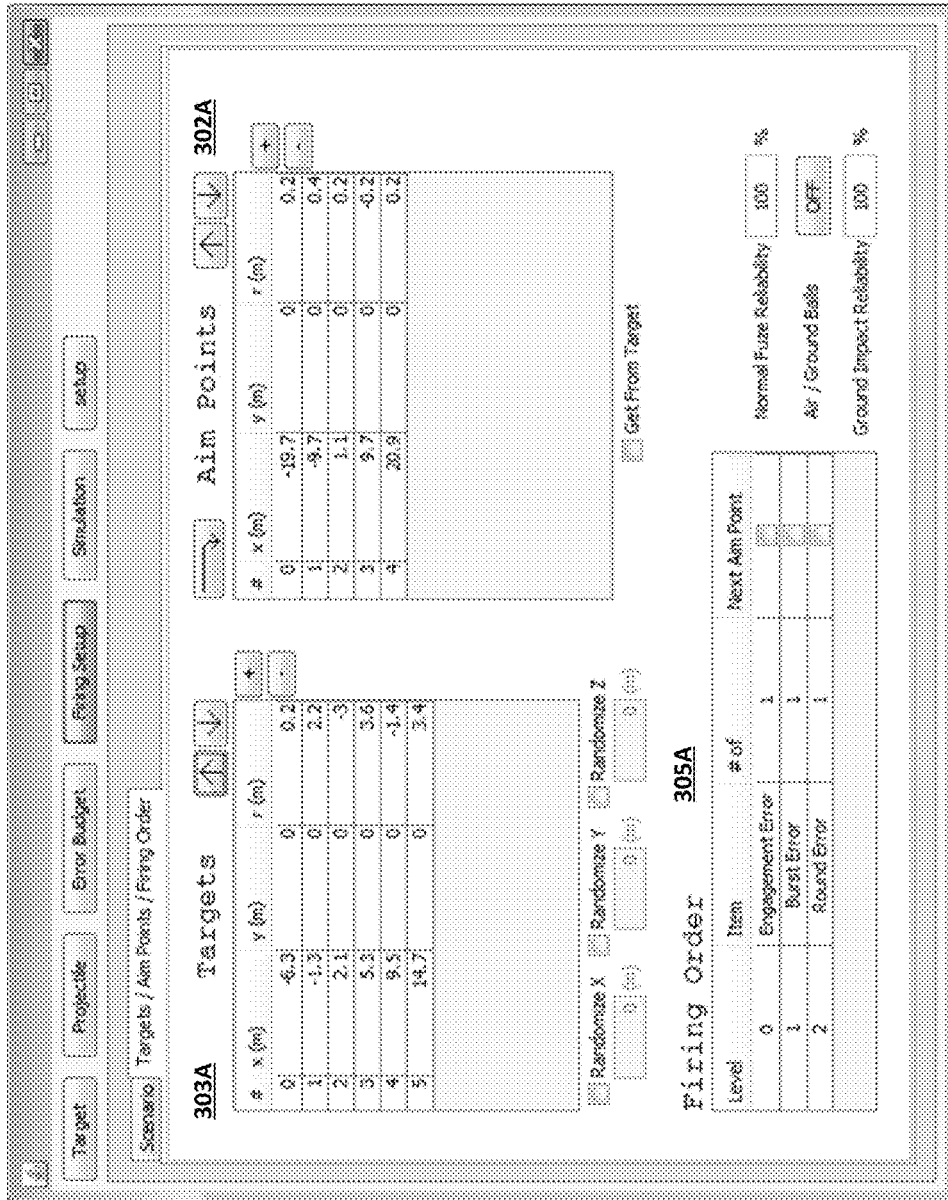 Target Projectile Error Budget Firing Setup Simulation setup
Scenario Targets / Aim Points / Firing Order
303A Targets
# x (m) y (m) r (m)
0 -6.3 0 0.2
1 -1.3 0 2.2
2 2.1 0 -3
3 5.3 0 3.6
4 9.5 0 -1.4
5 14.7 0 3.4
+
-
Randomize X Randomize Y Randomize Z
0 (m) 0 (m) 0 (m)
Aim Points 302A
# x (m) y (m) r (m)
0 -19.7 0 0.2
1 -9.7 0 0.4
2 1.1 0 0.2
3 9.7 0 -0.2
4 20.9 0 0.2
+
-
Get From Target
Firing Order 305A
Level Item # of Next Aim Point
0 Engagement Error 1
1 Burst Error 1
2 Round Error 1
Normal Fuze Reliability 100 %
Air / Ground Balls OFF
Ground Impact Reliability 100 %